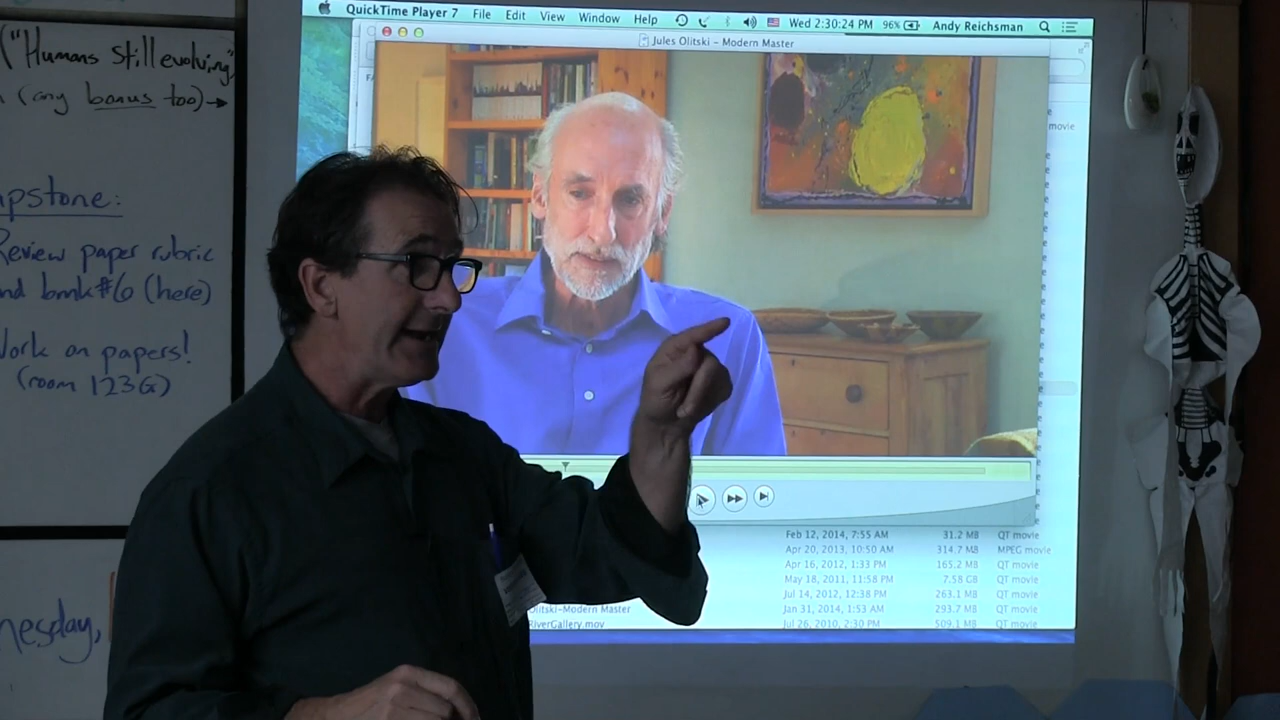 ("Humans still evolving"
(any bonus too)→
QuickTime Player 7 File Edit View Window Help Wed 2:30:24 PM 96% Andy Reichsman
Jules Olitski – Modern Master
movie
pstone:
Review paper rubric
and bmk#6 (here)
Work on papers!
(room 123G)
nesday,
Feb 12, 2014, 7:55 AM 31.2 MB QT movie
Apr 20, 2013, 10:50 AM 314.7 MB MPEG movie
Apr 16, 2012, 1:33 PM 165.2 MB QT movie
May 18, 2011, 11:58 PM 7.58 GB QT movie
Jul 14, 2012, 12:38 PM 263.1 MB QT movie
Olitski-Modern Master Jan 31, 2014, 1:53 AM 293.7 MB QT movie
RiverGallery.mov Jul 26, 2010, 2:30 PM 509.1 MB QT movie